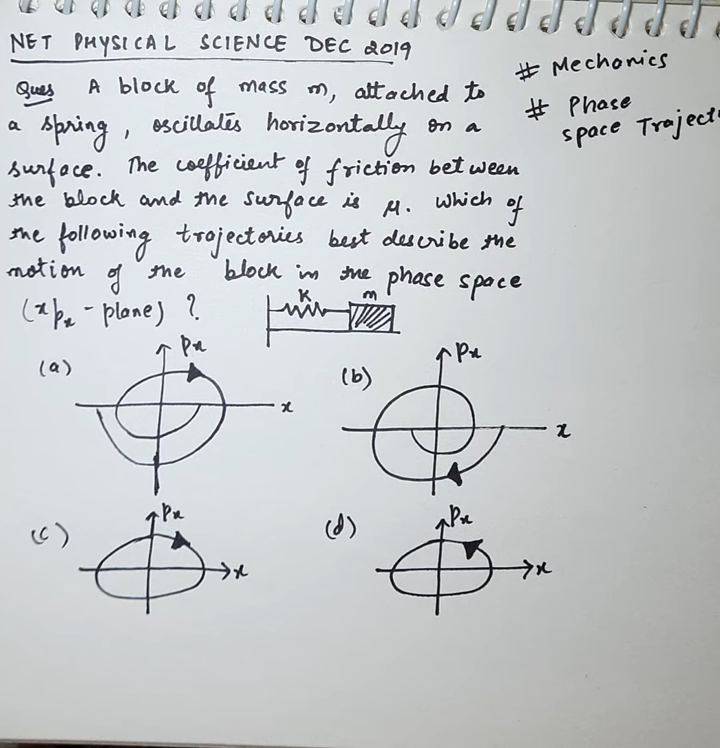 NET PHYSICAL SCIENCE DEC 2019
# Mechanics
# Phase
space Traject
Ques A block of mass m, attached to
a spring, oscillates horizontally on a
surface. The coefficient of friction between
the block and the surface is μ. Which of
the following trajectories best describe the
motion of the block in the phase space
(xpx - plane) ?
K
m
(a)
Px
x
(b)
Px
x
(c)
Px
x
(d)
Px
x